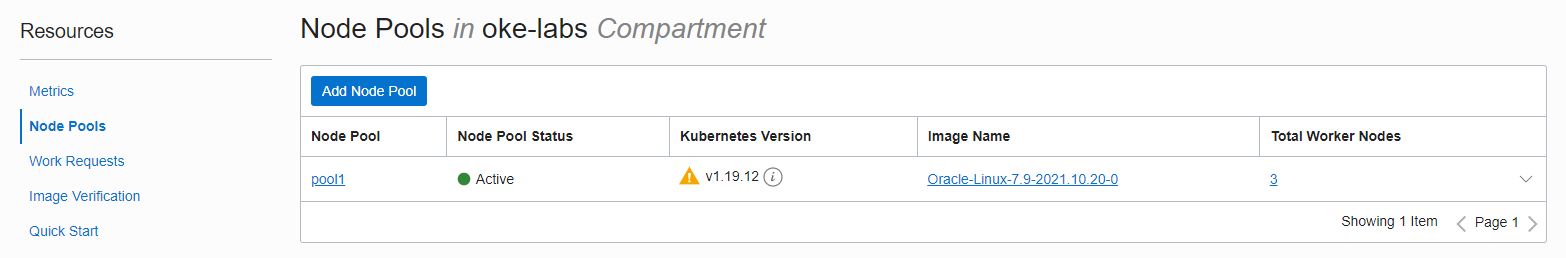 Resources
Metrics
Node Pools
Work Requests
Image Verification
Quick Start
Node Pools in oke-labs Compartment
Add Node Pool
Node Pool Node Pool Status Kubernetes Version Image Name Total Worker Nodes
pool1 Active v1.19.12 i Oracle-Linux-7.9-2021.10.20-0 3
Showing 1 Item Page 1